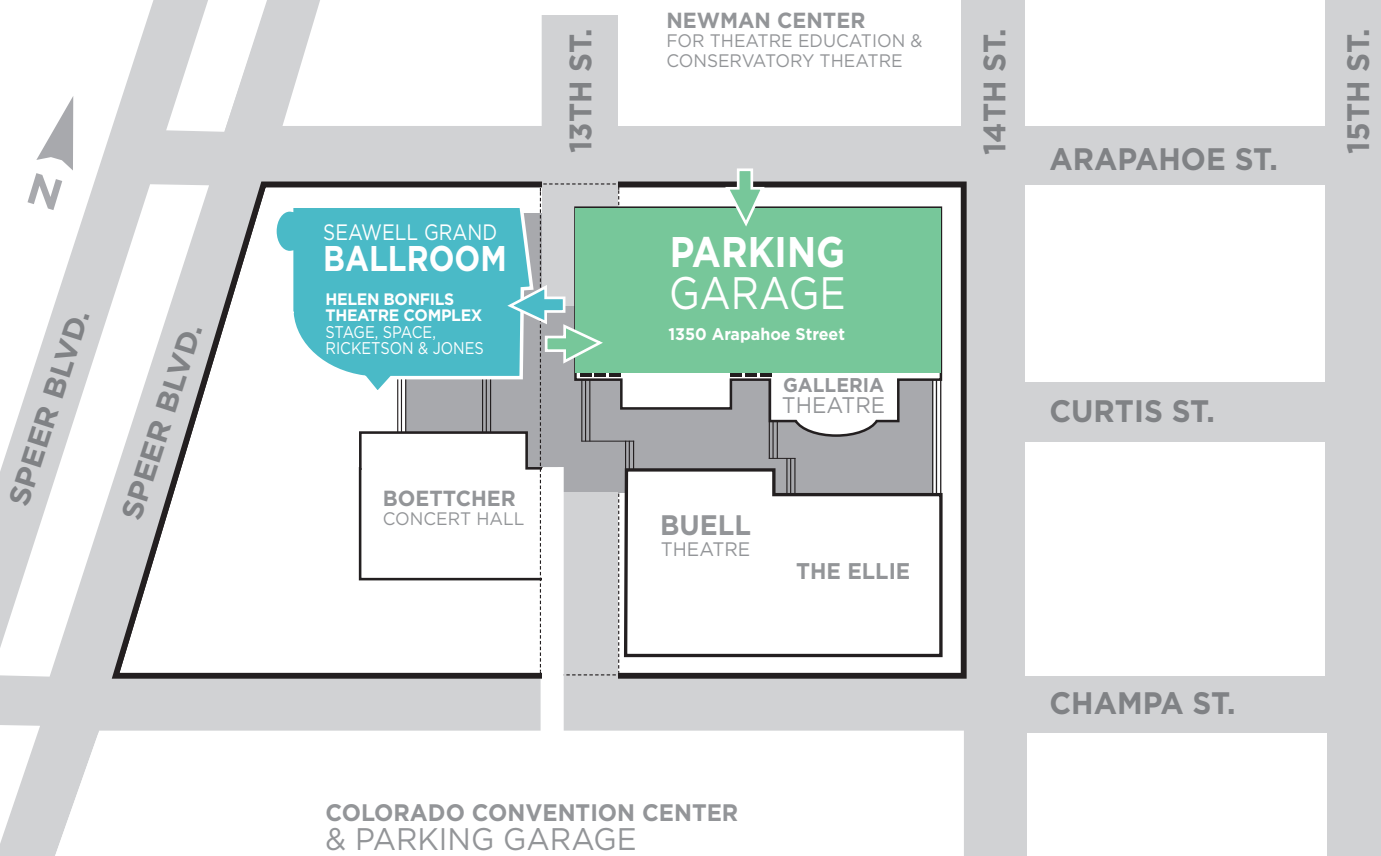 NEWMAN CENTER
FOR THEATRE EDUCATION &
CONSERVATORY THEATRE
13TH ST.
14TH ST.
15TH ST.
ARAPAHOE ST.
N
SEAWELL GRAND
BALLROOM
HELEN BONFILS
THEATRE COMPLEX
STAGE, SPACE,
RICKETSON & JONES
PARKING
GARAGE
1350 Arapahoe Street
GALLERIA
THEATRE
CURTIS ST.
SPEER BLVD.
SPEER BLVD.
BOETTCHER
CONCERT HALL
BUELL
THEATRE
THE ELLIE
CHAMPA ST.
COLORADO CONVENTION CENTER
& PARKING GARAGE